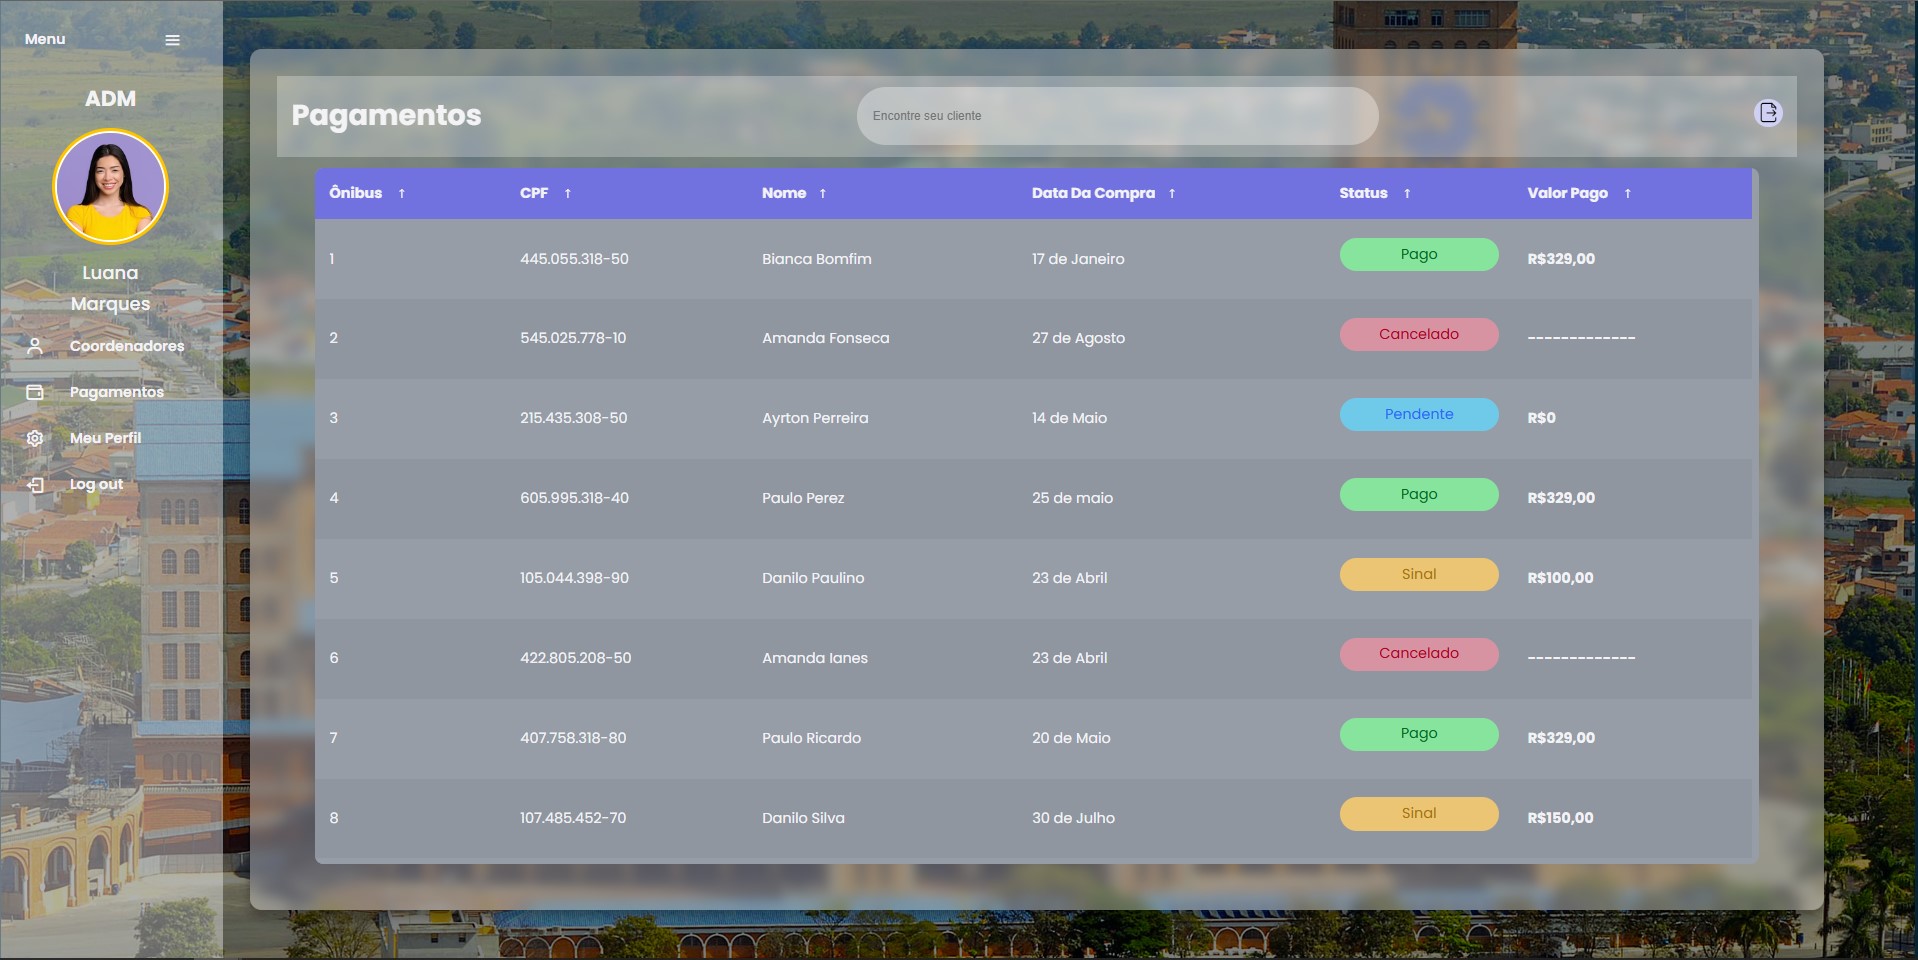 Menu
ADM
Luana
Marques
Coordenadores
Pagamentos
Meu Perfil
Log out
Pagamentos
Encontre seu cliente
Ônibus ↑ CPF ↑ Nome ↑ Data Da Compra ↑ Status ↑ Valor Pago ↑
1 445.055.318-50 Bianca Bomfim 17 de Janeiro Pago R$329,00
2 545.025.778-10 Amanda Fonseca 27 de Agosto Cancelado -------------
3 215.435.308-50 Ayrton Perreira 14 de Maio Pendente R$0
4 605.995.318-40 Paulo Perez 25 de maio Pago R$329,00
5 105.044.398-90 Danilo Paulino 23 de Abril Sinal R$100,00
6 422.805.208-50 Amanda Ianes 23 de Abril Cancelado -------------
7 407.758.318-80 Paulo Ricardo 20 de Maio Pago R$329,00
8 107.485.452-70 Danilo Silva 30 de Julho Sinal R$150,00